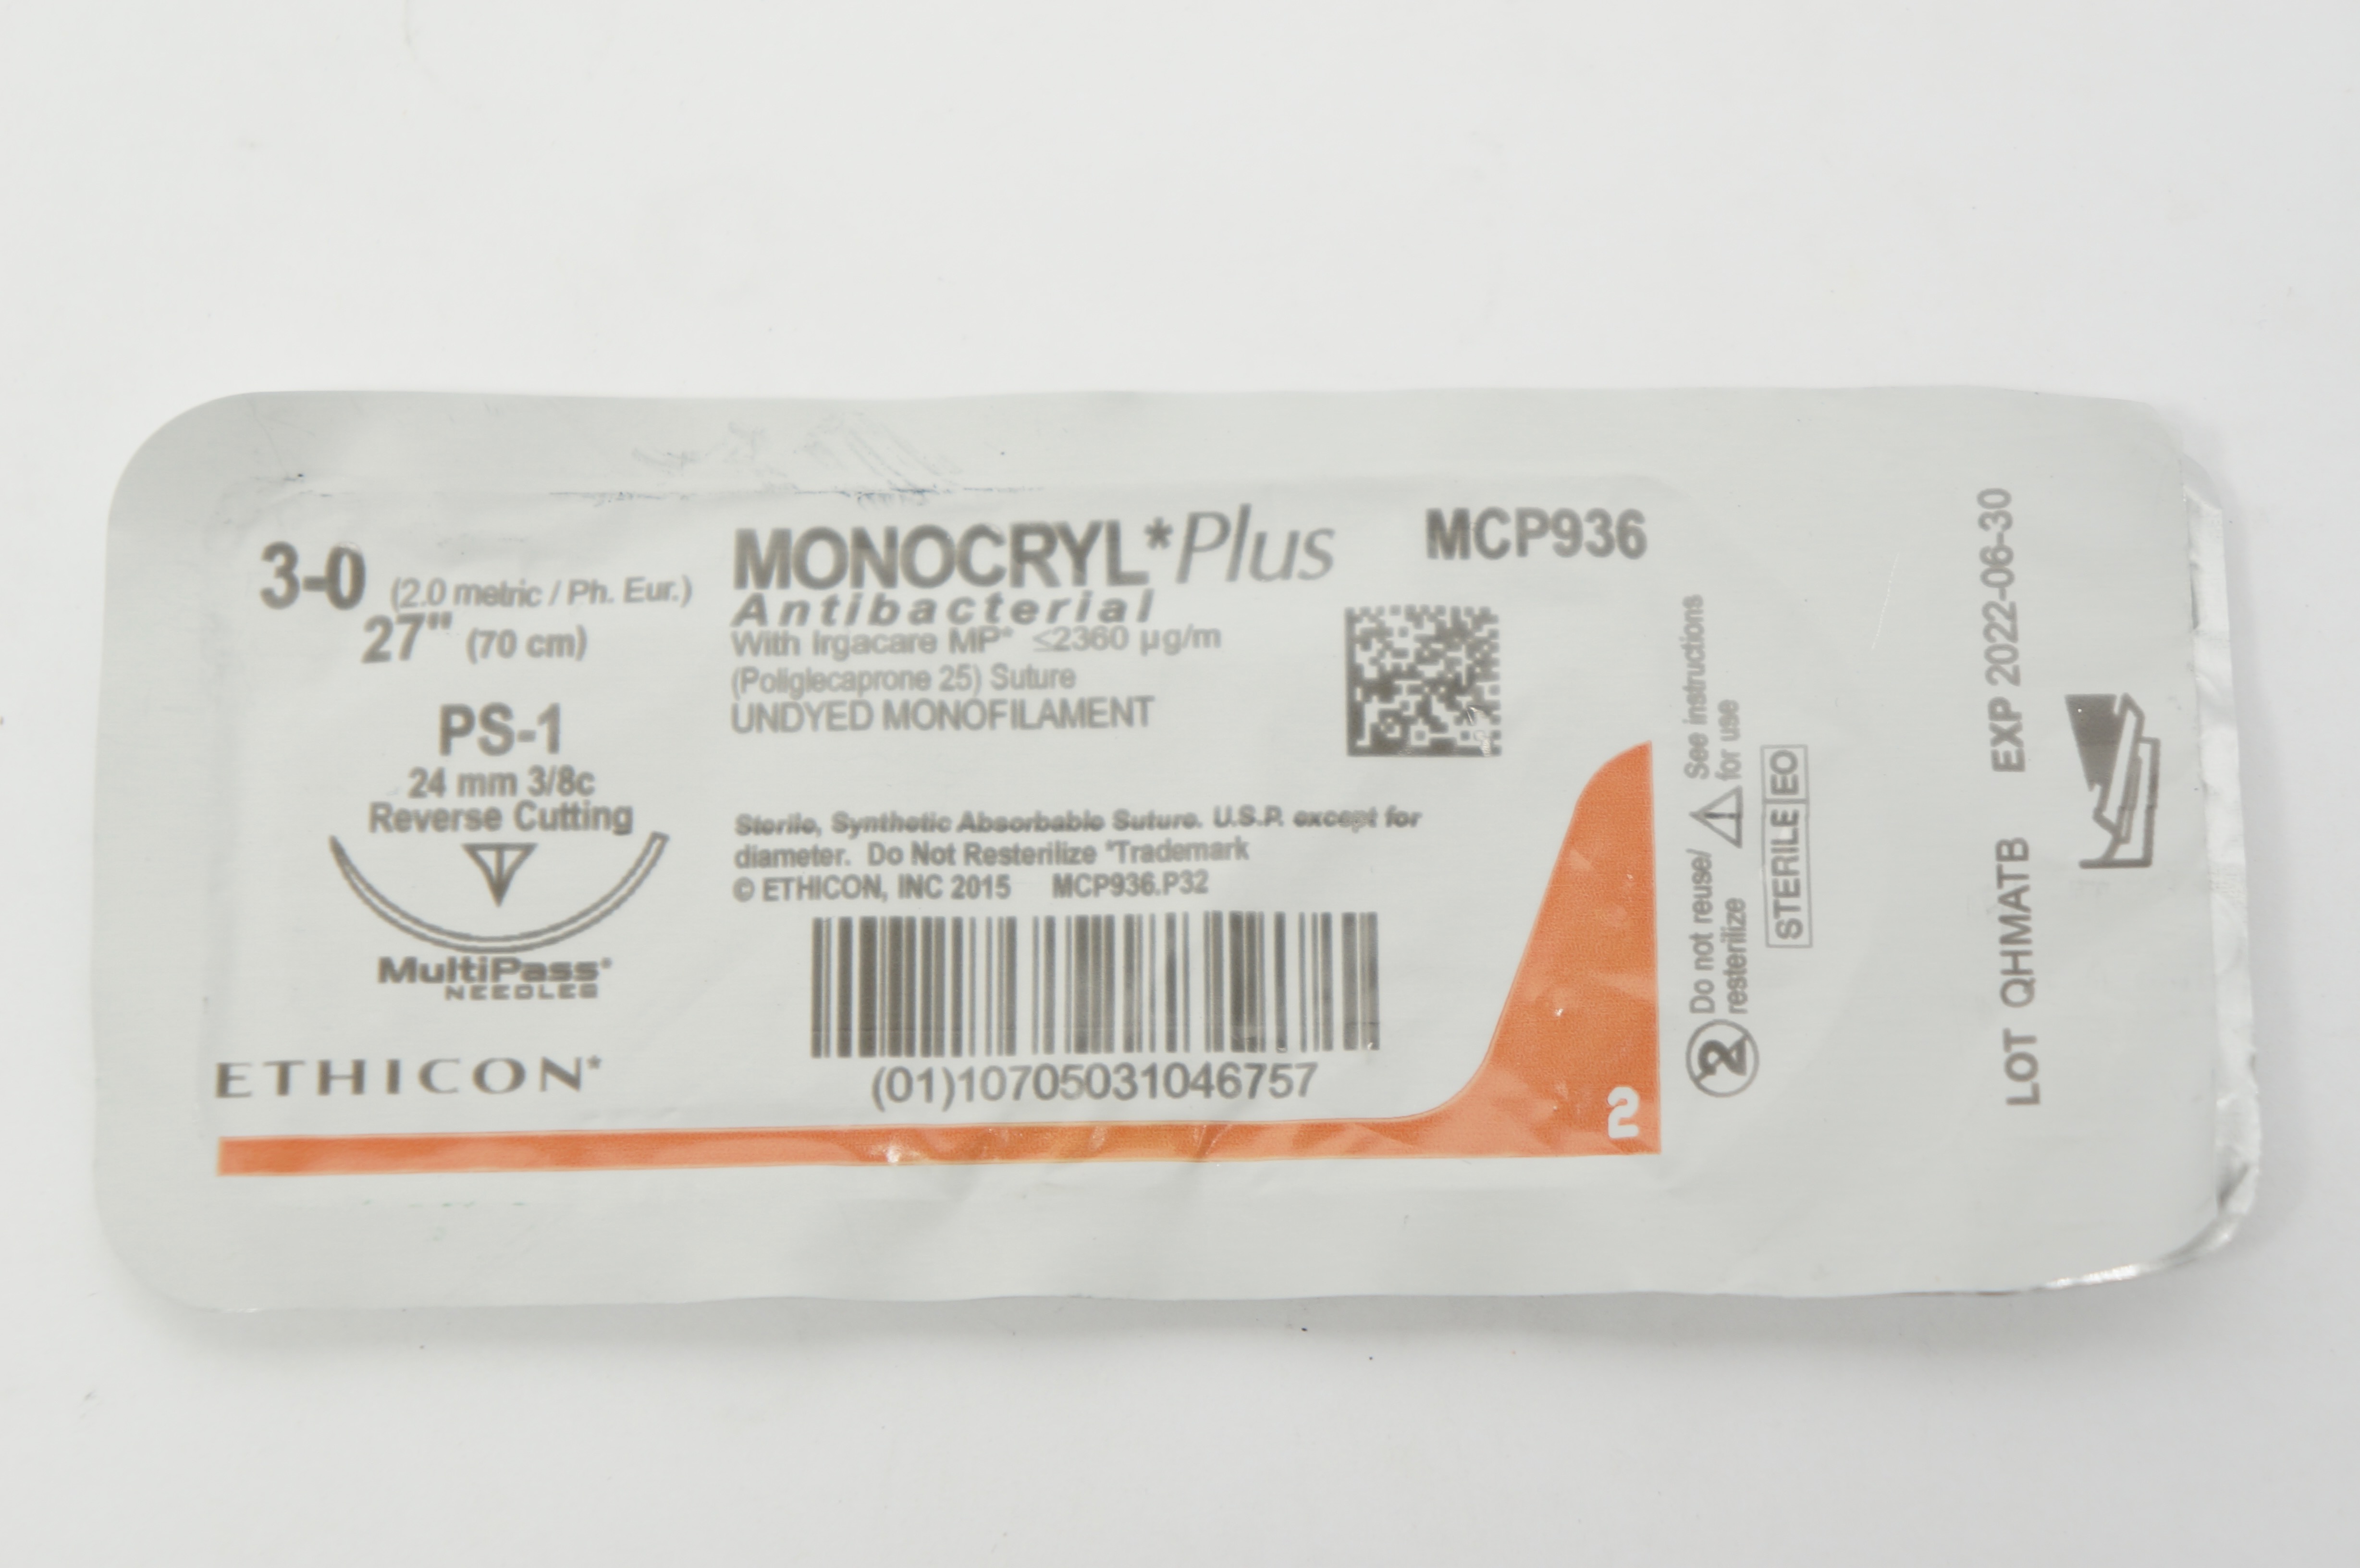 3-0 (2.0 metric / Ph. Eur.)
27" (70 cm)
PS-1
24 mm 3/8c
Reverse Cutting
MultiPass*
NEEDLES
ETHICON*
MONOCRYL*Plus
Antibacterial
With Irgacare MP* ≤2360 µg/m
(Poliglecaprone 25) Suture
UNDYED MONOFILAMENT
MCP936
Sterile, Synthetic Absorbable Suture. U.S.P. except for
diameter. Do Not Resterilize *Trademark
© ETHICON, INC 2015 MCP936.P32
(01)10705031046757
2
2 Do not reuse/
resterilize
See instructions
for use
STERILE EO
LOT QHMATB EXP 2022-06-30